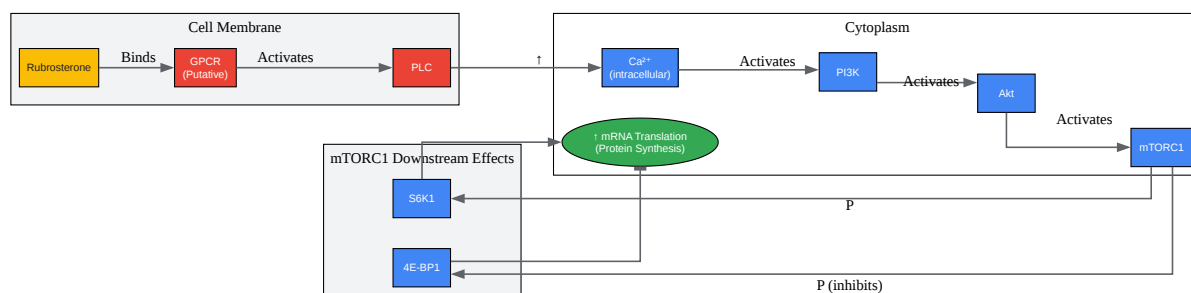 Cell Membrane
Cytoplasm
Rubrosterone
Binds
GPCR
(Putative)
Activates
PLC
↑
Ca²⁺
(intracellular)
Activates
PI3K
Activates
Akt
Activates
mTORC1
↑ mRNA Translation
(Protein Synthesis)
mTORC1 Downstream Effects
S6K1
P
4E-BP1
P (inhibits)